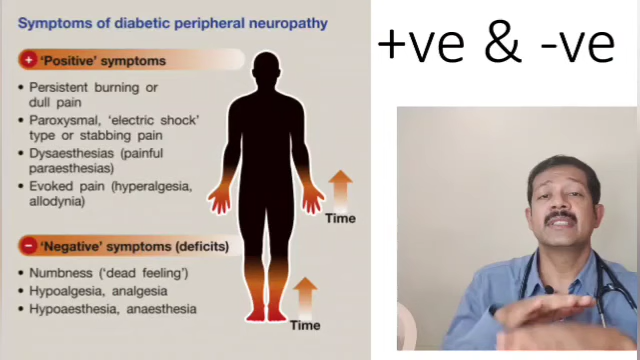 Symptoms of diabetic peripheral neuropathy
+ 'Positive' symptoms
• Persistent burning or
dull pain
• Paroxysmal, 'electric shock'
type or stabbing pain
• Dysaesthesias (painful
paraesthesias)
• Evoked pain (hyperalgesia,
allodynia)
Time
− 'Negative' symptoms (deficits)
• Numbness ('dead feeling')
• Hypoalgesia, analgesia
• Hypoaesthesia, anaesthesia
Time
+ve & -ve